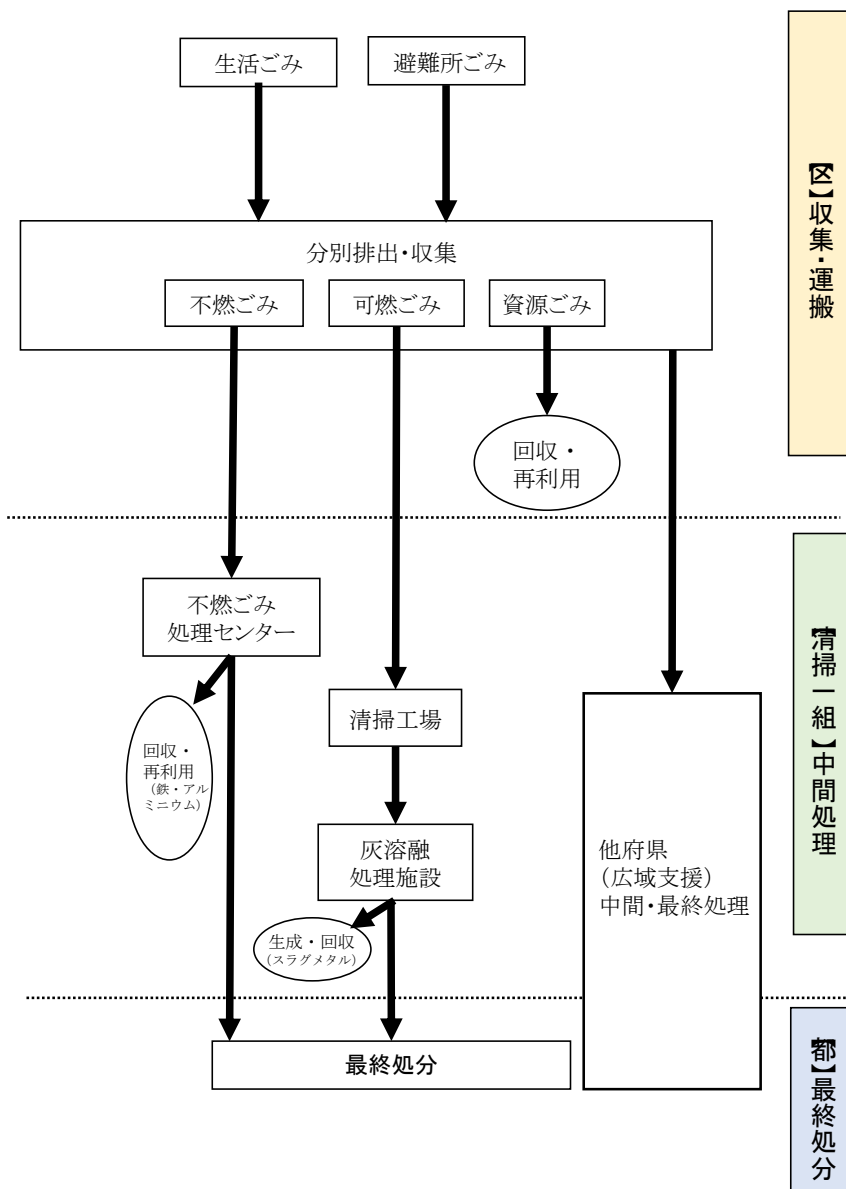 生活ごみ
避難所ごみ
分別排出・収集
不燃ごみ
可燃ごみ
資源ごみ
回収・
再利用
【区】収集・運搬
不燃ごみ
処理センター
回収・
再利用
（鉄・アル
ミニウム）
清掃工場
灰溶融
処理施設
生成・回収
（スラグメタル）
他府県
（広域支援）
中間・最終処理
【清掃一組】中間処理
最終処分
【都】最終処分